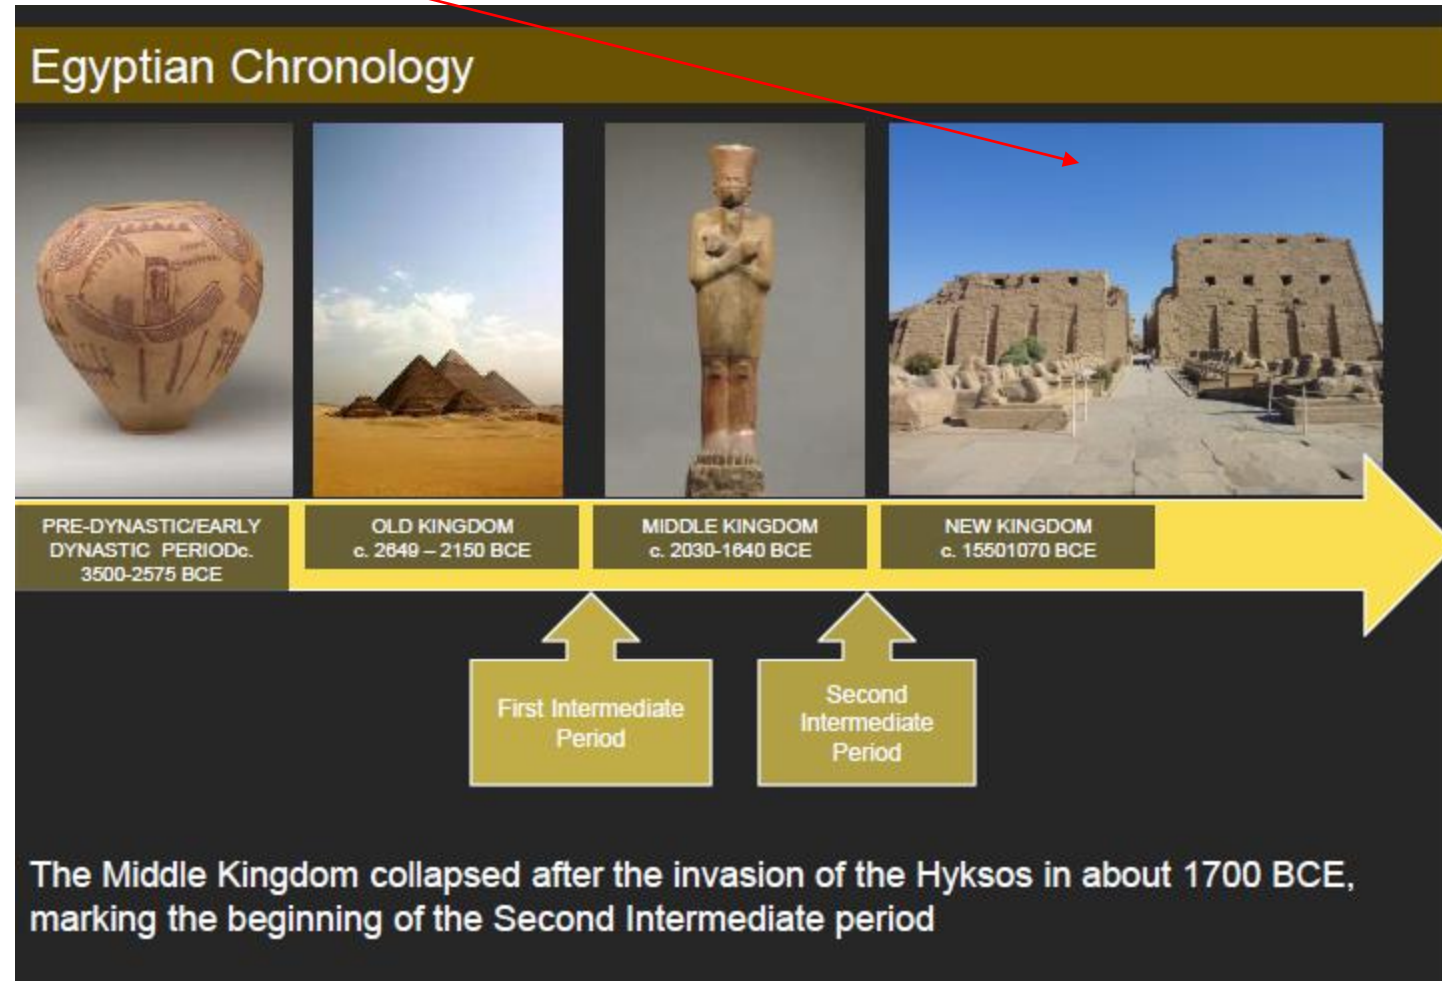 Egyptian Chronology
PRE-DYNASTIC/EARLY
DYNASTIC PERIODc.
3500-2575 BCE
OLD KINGDOM
c. 2649 – 2150 BCE
MIDDLE KINGDOM
c. 2030-1640 BCE
NEW KINGDOM
c. 15501070 BCE
First Intermediate
Period
Second
Intermediate
Period
The Middle Kingdom collapsed after the invasion of the Hyksos in about 1700 BCE,
marking the beginning of the Second Intermediate period